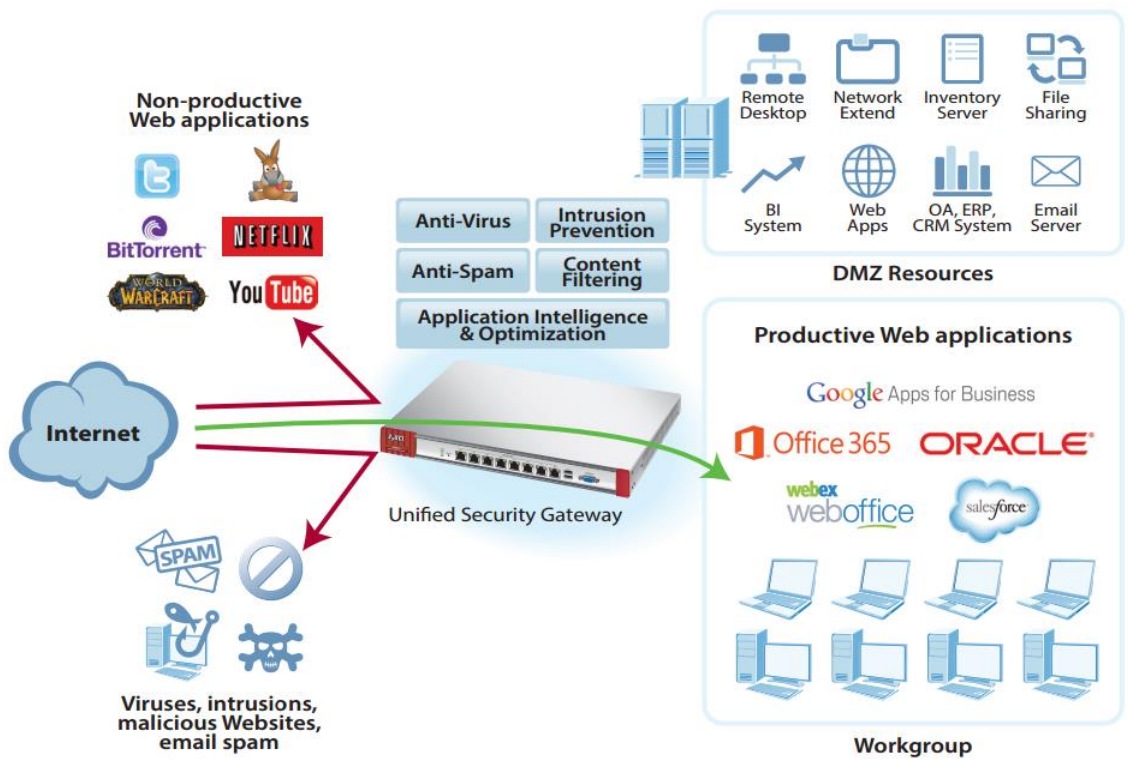 Non-productive
Web applications
BitTorrent
NETFLIX
WORLD
WARCRAFT
You Tube
Internet
SPAM
Viruses, intrusions,
malicious Websites,
email spam
Anti-Virus
Intrusion
Prevention
Anti-Spam
Content
Filtering
Application Intelligence
& Optimization
ZyXEL
Unified Security Gateway
Remote
Desktop
Network
Extend
Inventory
Server
File
Sharing
BI
System
Web
Apps
OA, ERP,
CRM System
Email
Server
DMZ Resources
Productive Web applications
Google Apps for Business
Office 365
ORACLE
webex
weboffice
salesforce
Workgroup